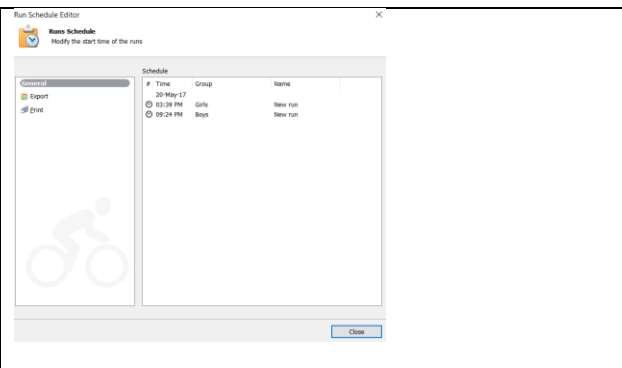 Run Schedule Editor
Runs Schedule
Modify the start time of the runs
Schedule
General
Export
Print
# Time Group Name
20-May-17
03:39 PM Girls New run
09:24 PM Boys New run
Close